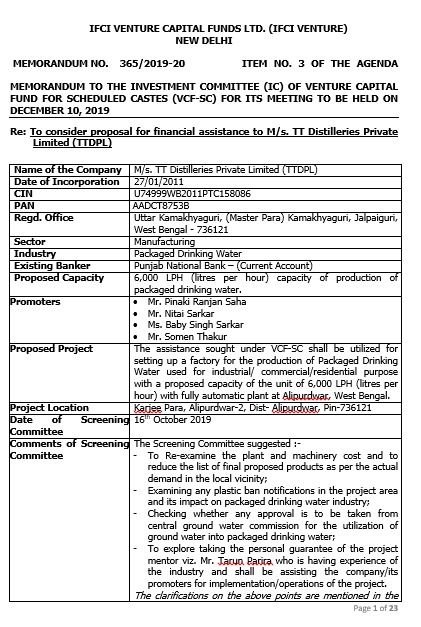 IFCI VENTURE CAPITAL FUNDS LTD. (IFCI VENTURE)
NEW DELHI
MEMORANDUM NO. 365/2019-20 ITEM NO. 3 OF THE AGENDA
MEMORANDUM TO THE INVESTMENT COMMITTEE (IC) OF VENTURE CAPITAL
FUND FOR SCHEDULED CASTES (VCF-SC) FOR ITS MEETING TO BE HELD ON
DECEMBER 10, 2019
Re: To consider proposal for financial assistance to M/s. TT Distilleries Private
Limited (TTDPL)
Name of the Company M/s. TT Distilleries Private Limited (TTDPL)
Date of Incorporation 27/01/2011
CIN U74999WB2011PTC158086
PAN AADCT8753B
Regd. Office Uttar Kamakhyaguri, (Master Para) Kamakhyaguri, Jalpaiguri,
West Bengal - 736121
Sector Manufacturing
Industry Packaged Drinking Water
Existing Banker Punjab National Bank – (Current Account)
Proposed Capacity 6,000 LPH (litres per hour) capacity of production of
packaged drinking water.
Promoters • Mr. Pinaki Ranjan Saha
• Mr. Nitai Sarkar
• Ms. Baby Singh Sarkar
• Mr. Somen Thakur
Proposed Project The assistance sought under VCF-SC shall be utilized for
setting up a factory for the production of Packaged Drinking
Water used for industrial/ commercial/residential purpose
with a proposed capacity of the unit of 6,000 LPH (litres per
hour) with fully automatic plant at Alipurdwar, West Bengal.
Project Location Karjee Para, Alipurdwar-2, Dist- Alipurdwar, Pin-736121
Date of Screening 16th October 2019
Committee
Comments of Screening The Screening Committee suggested :-
Committee - To Re-examine the plant and machinery cost and to
reduce the list of final proposed products as per the actual
demand in the local vicinity;
- Examining any plastic ban notifications in the project area
and its impact on packaged drinking water industry;
- Checking whether any approval is to be taken from
central ground water commission for the utilization of
ground water into packaged drinking water;
- To explore taking the personal guarantee of the project
mentor viz. Mr. Tarun Parira who is having experience of
the industry and shall be assisting the company/its
promoters for implementation/operations of the project.
The clarifications on the above points are mentioned in the
Page 1 of 23